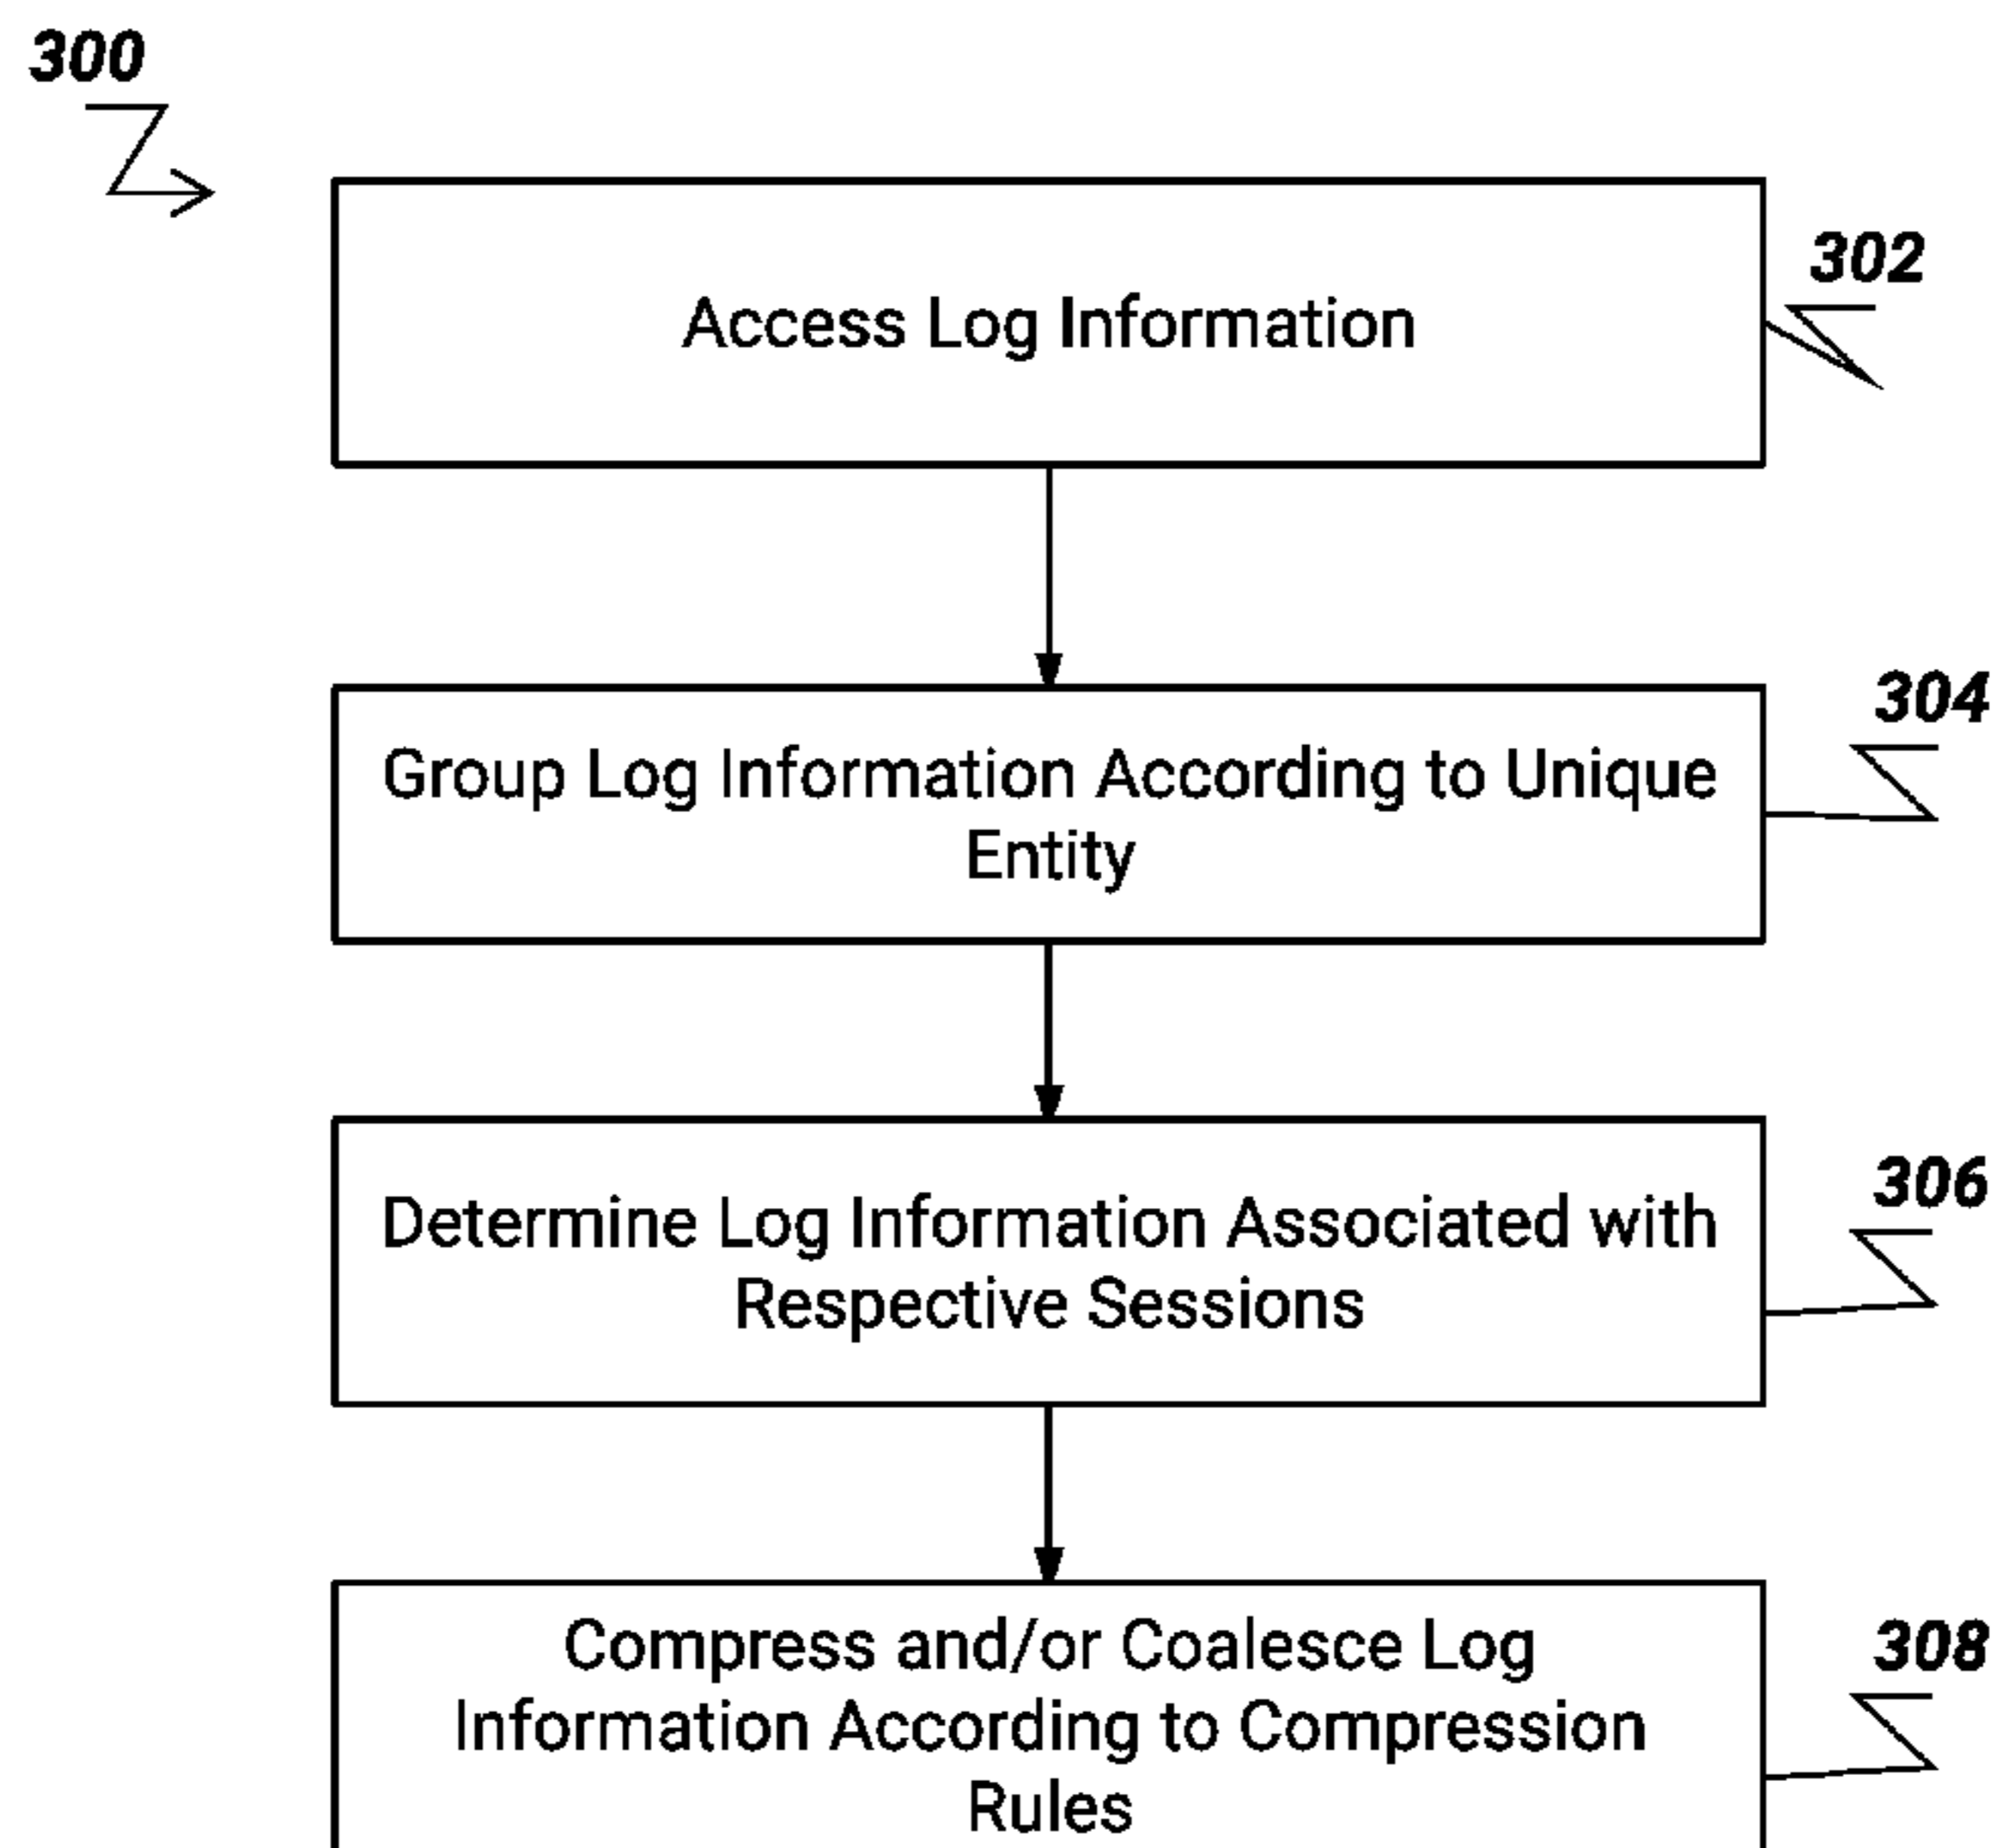 300
302
Access Log Information
304
Group Log Information According to Unique
Entity
306
Determine Log Information Associated with
Respective Sessions
308
Compress and/or Coalesce Log
Information According to Compression
Rules